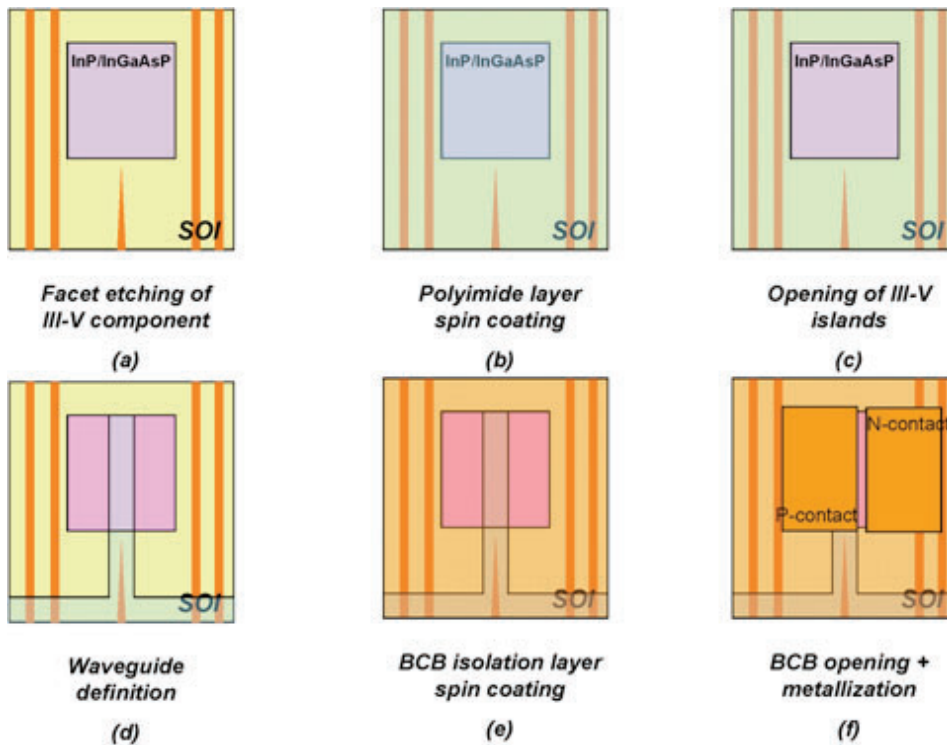 InP/InGaAsP
SOI
Facet etching of
III-V component
(a)
InP/InGaAsP
SOI
Polyimide layer
spin coating
(b)
InP/InGaAsP
SOI
Opening of III-V
islands
(c)
SOI
Waveguide
definition
(d)
SOI
BCB isolation layer
spin coating
(e)
N-contact
P-contact
SOI
BCB opening +
metallization
(f)